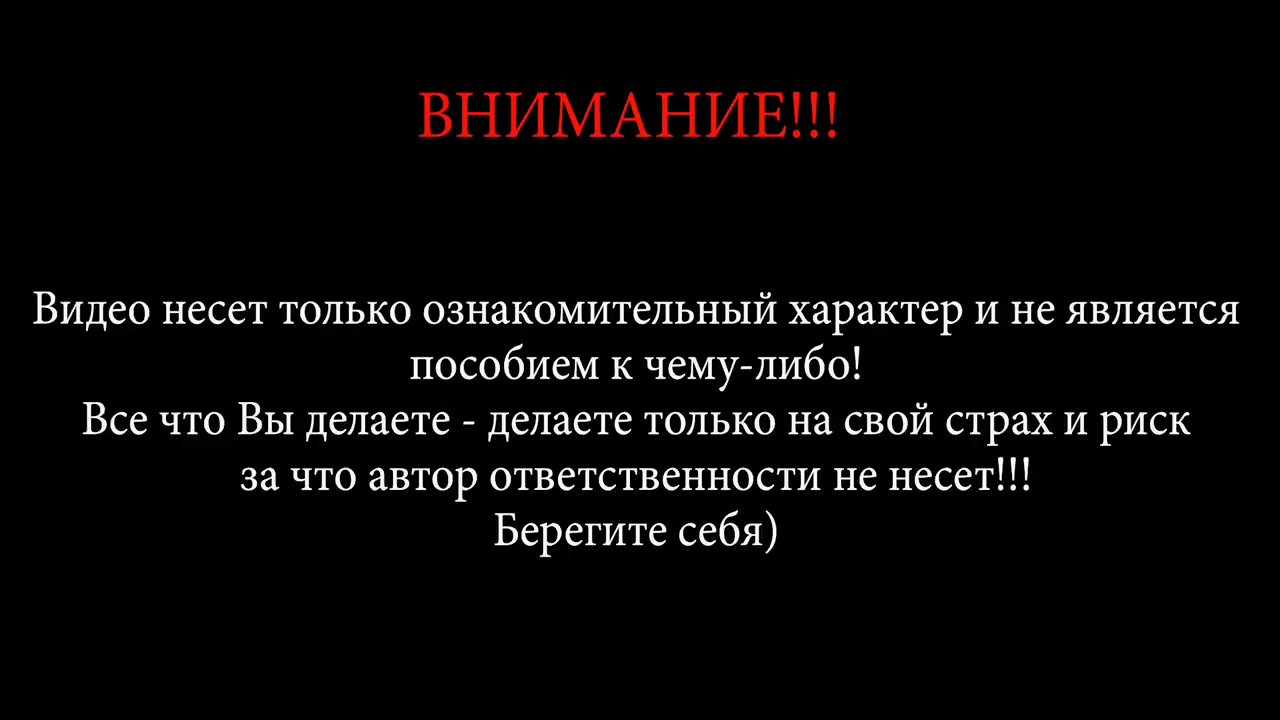 ВНИМАНИЕ!!!
Видео несет только ознакомительный характер и не является
пособием к чему-либо!
Все что Вы делаете - делаете только на свой страх и риск
за что автор ответственности не несет!!!
Берегите себя)